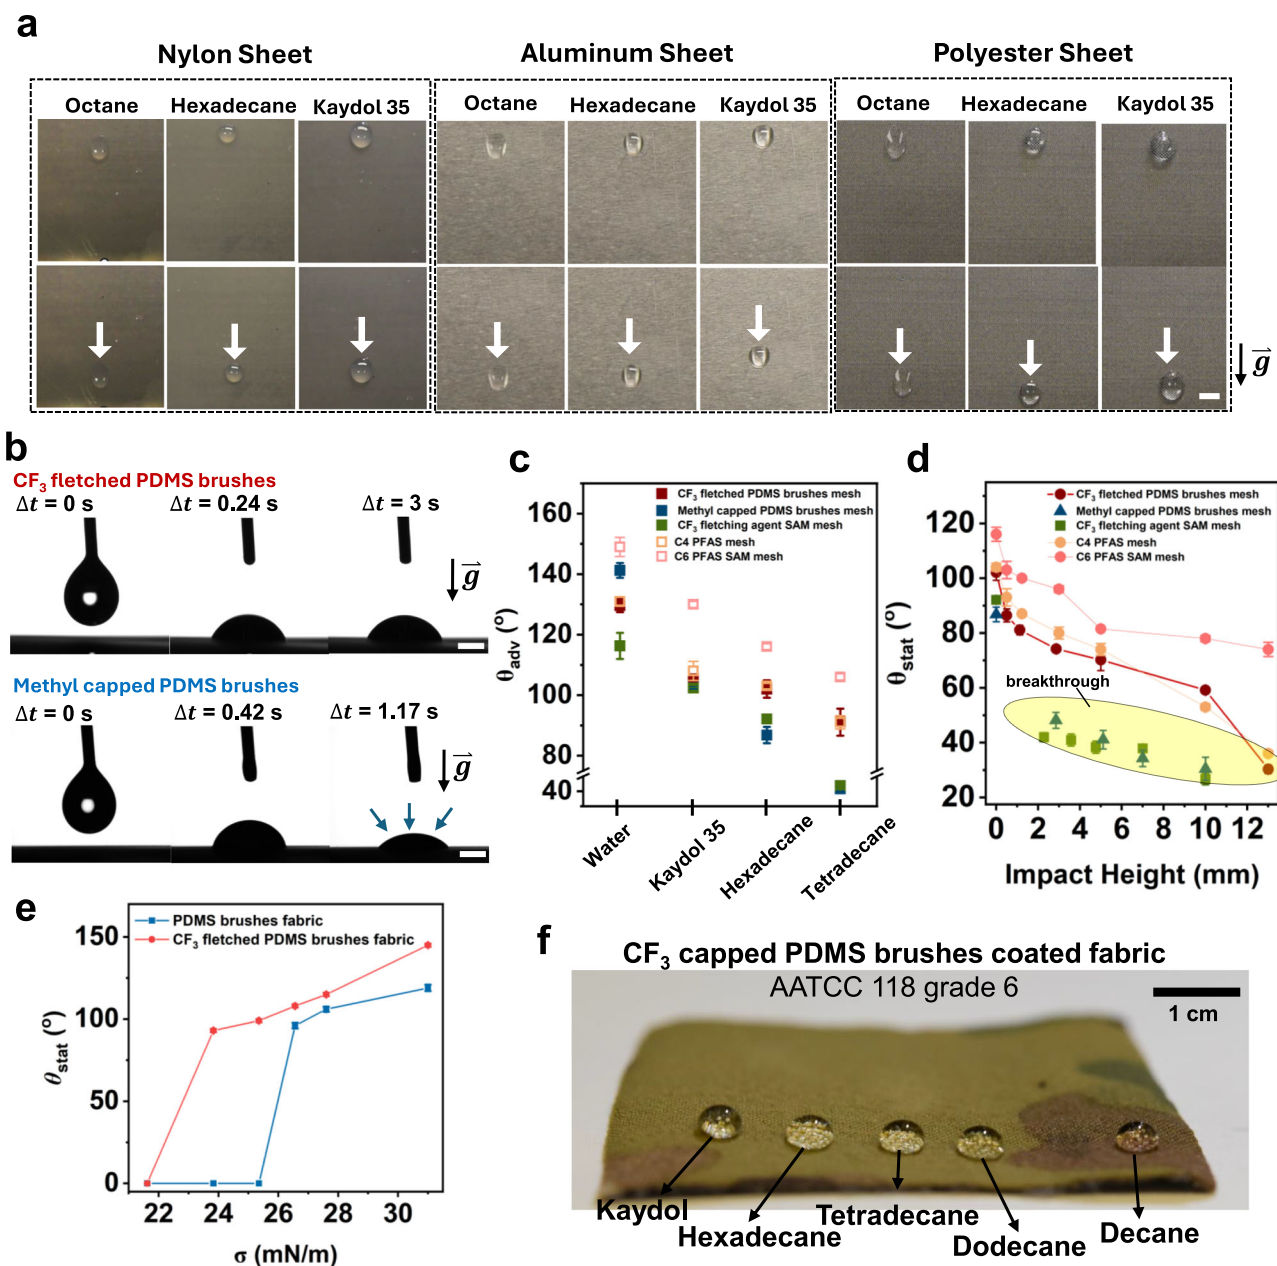 a
Nylon Sheet
Aluminum Sheet
Polyester Sheet
Octane
Hexadecane
Kaydol 35
Octane
Hexadecane
Kaydol 35
Octane
Hexadecane
Kaydol 35
g
b
CF3 fletched PDMS brushes
Δt = 0 s
Δt = 0.24 s
Δt = 3 s
g
Methyl capped PDMS brushes
Δt = 0 s
Δt = 0.42 s
Δt = 1.17 s
g
c
CF3 fletched PDMS brushes mesh
Methyl capped PDMS brushes mesh
CF3 fletching agent SAM mesh
C4 PFAS mesh
C6 PFAS SAM mesh
θadv (°)
160
140
120
100
80
40
Water
Kaydol 35
Hexadecane
Tetradecane
d
CF3 fletched PDMS brushes mesh
Methyl capped PDMS brushes mesh
CF3 fletching agent SAM mesh
C4 PFAS mesh
C6 PFAS SAM mesh
θstat (°)
120
100
80
60
40
20
breakthrough
0 2 4 6 8 10 12
Impact Height (mm)
e
PDMS brushes fabric
CF3 fletched PDMS brushes fabric
θstat (°)
150
100
50
0
22 24 26 28 30
σ (mN/m)
f
CF3 capped PDMS brushes coated fabric
AATCC 118 grade 6
1 cm
Kaydol
Hexadecane
Tetradecane
Dodecane
Decane